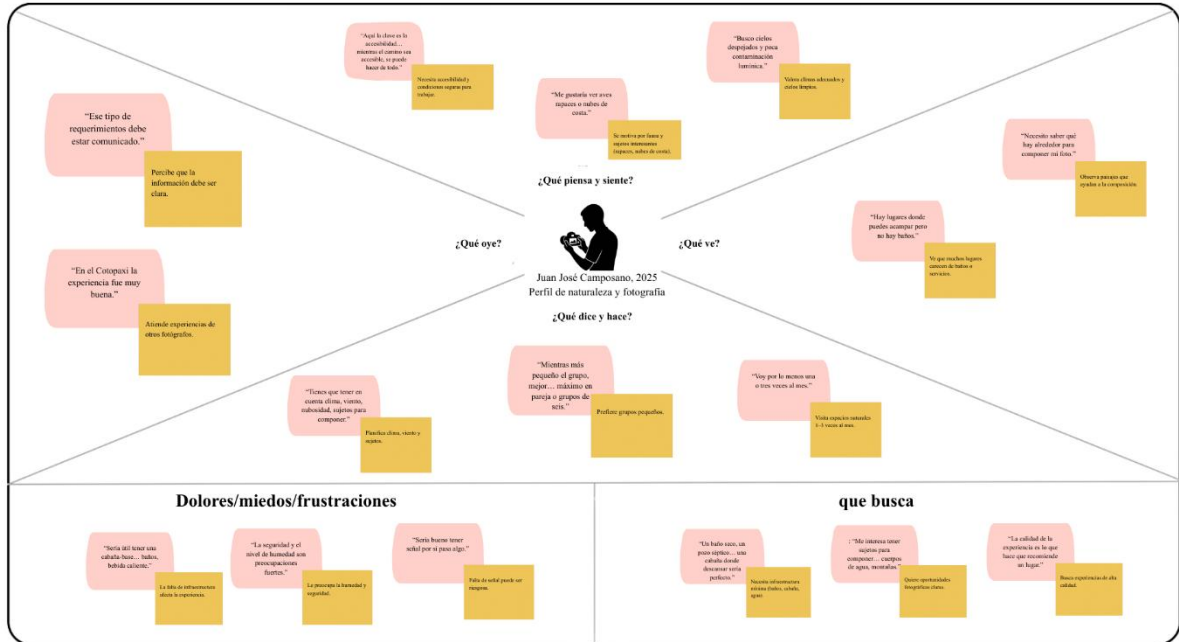 “Aquí la clave es la
accesibilidad…
mientras el camino sea
accesible, se puede
hacer de todo.”
Necesita accesibilidad y
condiciones seguras para
trabajar.
“Me gustaría ver aves
rapaces o nubes de
costa.”
Se motiva por fauna y
sujetos interesantes
(rapaces, nubes de costa).
“Busco cielos
despejados y poca
contaminación
lumínica.”
Valora climas adecuados y
cielos limpios.
¿Qué piensa y siente?
“Ese tipo de
requerimientos debe
estar comunicado.”
Percibe que la
información debe ser
clara.
“En el Cotopaxi la
experiencia fue muy
buena.”
Atiende experiencias de
otros fotógrafos.
¿Qué oye?
“Necesito saber qué
hay alrededor para
componer mi foto.”
Observa paisajes que
ayudan a la composición.
“Hay lugares donde
puedes acampar pero
no hay baños.”
Ve que muchos lugares
carecen de baños o
servicios.
¿Qué ve?
Juan José Camposano, 2025
Perfil de naturaleza y fotografía
¿Qué dice y hace?
“Tienes que tener en
cuenta clima, viento,
nubosidad, sujetos para
componer.”
Planifica clima, viento y
sujetos.
“Mientras más
pequeño el grupo,
mejor… máximo en
pareja o grupos de
seis.”
Prefiere grupos pequeños.
“Voy por lo menos una
o tres veces al mes.”
Visita espacios naturales
1–3 veces al mes.
Dolores/miedos/frustraciones
“Sería útil tener una
cabaña-base… baños,
bebida caliente.”
La falta de infraestructura
afecta la experiencia.
“La seguridad y el
nivel de humedad son
preocupaciones
fuertes.”
Le preocupa la humedad y
seguridad.
“Sería bueno tener
señal por si pasa algo.”
Falta de señal puede ser
riesgosa.
que busca
“Un baño seco, un
pozo séptico… una
cabaña donde
descansar sería
perfecto.”
Necesita infraestructura
mínima (baños, cabaña,
agua)
: “Me interesa tener
sujetos para
componer… cuerpos
de agua, montañas.”
Quiere oportunidades
fotográficas claras.
“La calidad de la
experiencia es lo que
hace que recomiende
un lugar.”
Busca experiencias de alta
calidad.